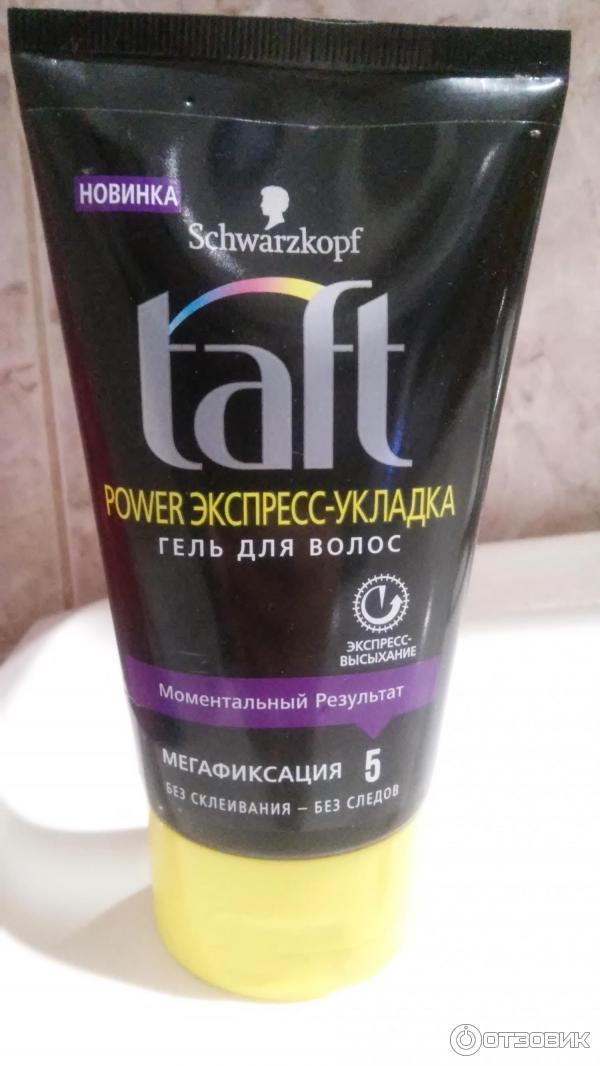 НОВИНКА
Schwarzkopf
taft
POWER ЭКСПРЕСС-УКЛАДКА
ГЕЛЬ ДЛЯ ВОЛОС
ЭКСПРЕСС-
ВЫСЫХАНИЕ
Моментальный Результат
МЕГАФИКСАЦИЯ 5
БЕЗ СКЛЕИВАНИЯ – БЕЗ СЛЕДОВ
ОТЗОВИК